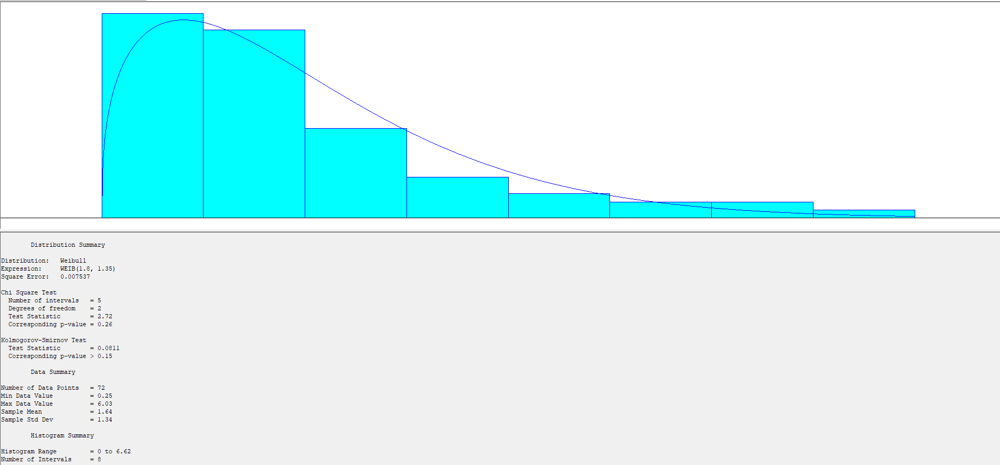 Distribution Summary
Distribution: Weibull
Expression: WEIB(1.8, 1.35)
Square Error: 0.007537
Chi Square Test
Number of intervals = 5
Degrees of freedom = 2
Test Statistic = 2.72
Corresponding p-value = 0.26
Kolmogorov-Smirnov Test
Test Statistic = 0.0811
Corresponding p-value > 0.15
Data Summary
Number of Data Points = 72
Min Data Value = 0.25
Max Data Value = 6.03
Sample Mean = 1.64
Sample Std Dev = 1.34
Histogram Summary
Histogram Range = 0 to 6.62
Number of Intervals = 8